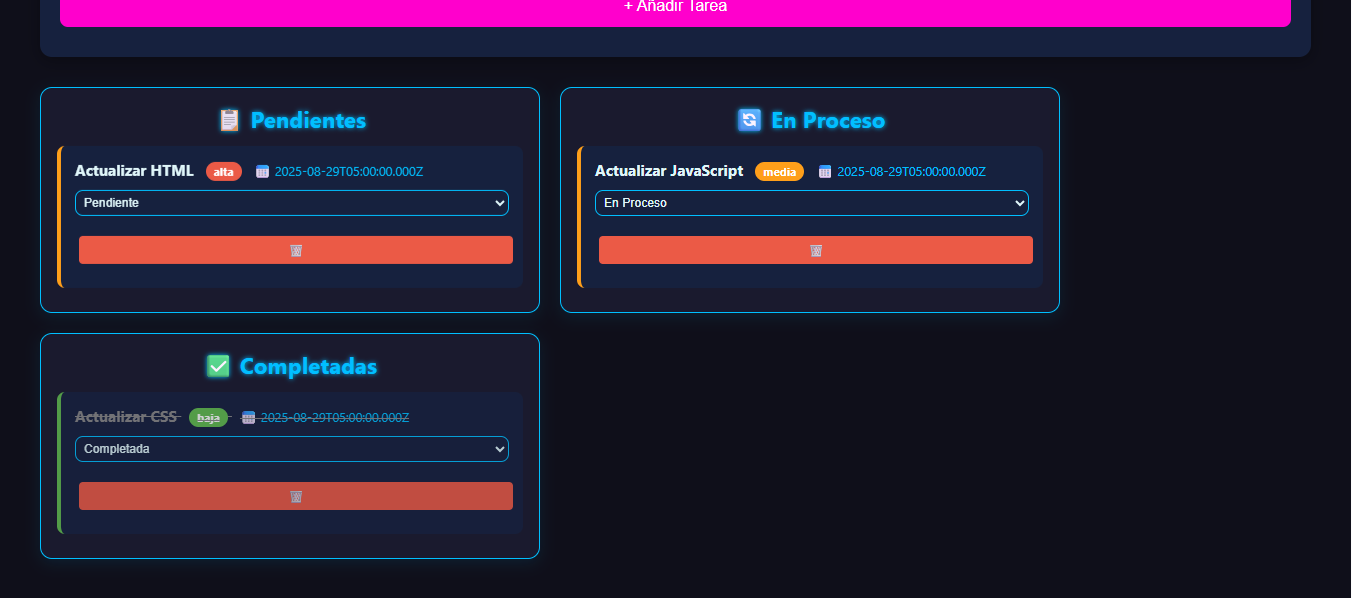 + Añadir Tarea
Pendientes
Actualizar HTML alta 2025-08-29T05:00:00.000Z
Pendiente
En Proceso
Actualizar JavaScript media 2025-08-29T05:00:00.000Z
En Proceso
Completadas
Actualizar CSS baja 2025-08-29T05:00:00.000Z
Completada